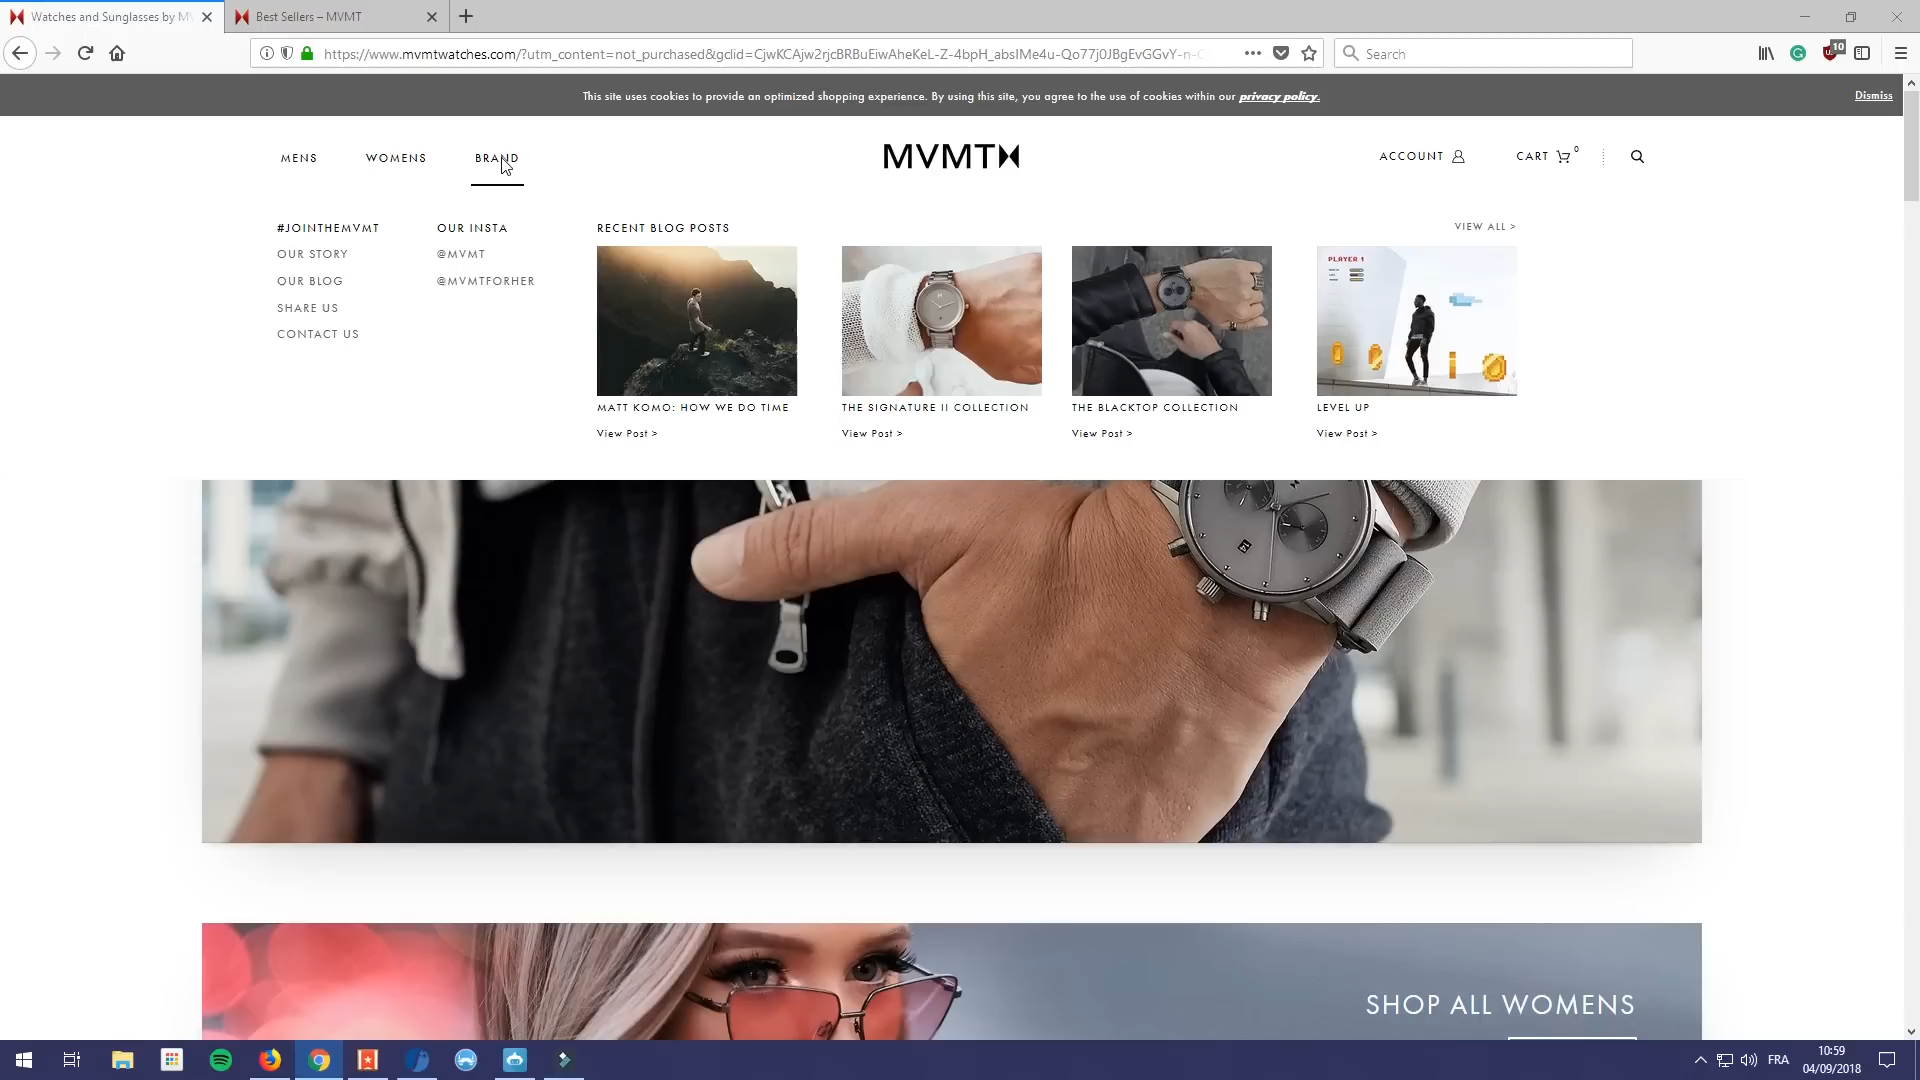 Watches and Sunglasses by MV
Best Sellers – MVMT
https://www.mvmtwatches.com/?utm_content=not_purchased&gclid=CjwKCAjw2rjcBRBuEiwAheKeL-Z-4bpH_absIMe4u-Qo77j0JBgEvGGvY-n-C
Search
10
This site uses cookies to provide an optimized shopping experience. By using this site, you agree to the use of cookies within our privacy policy.
Dismiss
MENS
WOMENS
BRAND
MVMT
ACCOUNT
CART 0
#JOINTHEMVMT
OUR STORY
OUR BLOG
SHARE US
CONTACT US
OUR INSTA
@MVMT
@MVMTFORHER
RECENT BLOG POSTS
VIEW ALL >
PLAYER 1
MATT KOMO: HOW WE DO TIME
View Post >
THE SIGNATURE II COLLECTION
View Post >
THE BLACKTOP COLLECTION
View Post >
LEVEL UP
View Post >
SHOP ALL WOMENS
FRA
10:59
04/09/2018